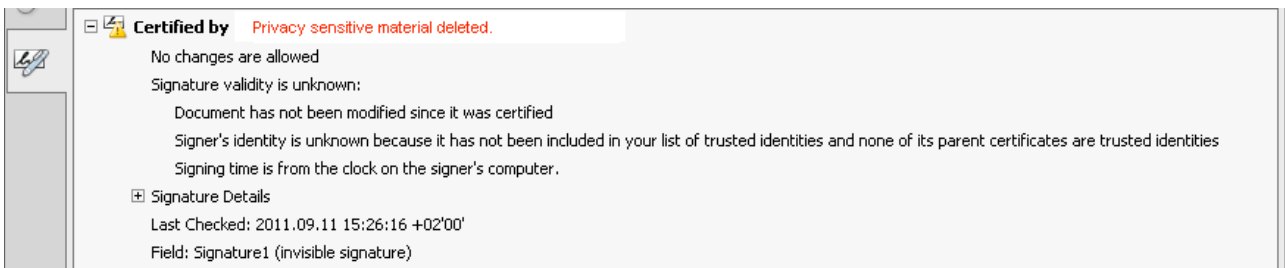 Certified by Privacy sensitive material deleted.
No changes are allowed
Signature validity is unknown:
Document has not been modified since it was certified
Signer's identity is unknown because it has not been included in your list of trusted identities and none of its parent certificates are trusted identities
Signing time is from the clock on the signer's computer.
Signature Details
Last Checked: 2011.09.11 15:26:16 +02'00'
Field: Signature1 (invisible signature)